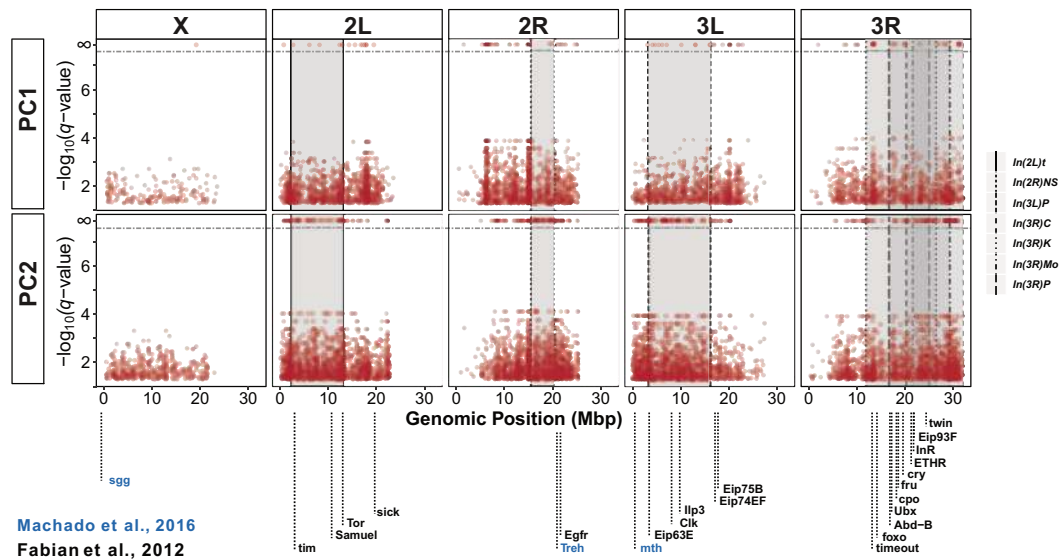 X 2L 2R 3L 3R
PC1
−log10(q−value)
∞
6
4
2
PC2
−log10(q−value)
∞
6
4
2
0 10 20 30 0 10 20 30 0 10 20 30 0 10 20 30 0 10 20 30
Genomic Position (Mbp)
In(2L)t
In(2R)NS
In(3L)P
In(3R)C
In(3R)K
In(3R)Mo
In(3R)P
sgg
tim
Samuel
Tor
sick
Treh
Egfr
mth
Eip63E
Clk
Ilp3
Eip74EF
Eip75B
twin
Eip93F
InR
ETHR
cry
fru
cpo
Ubx
Abd−B
foxo
timeout
Machado et al., 2016
Fabian et al., 2012